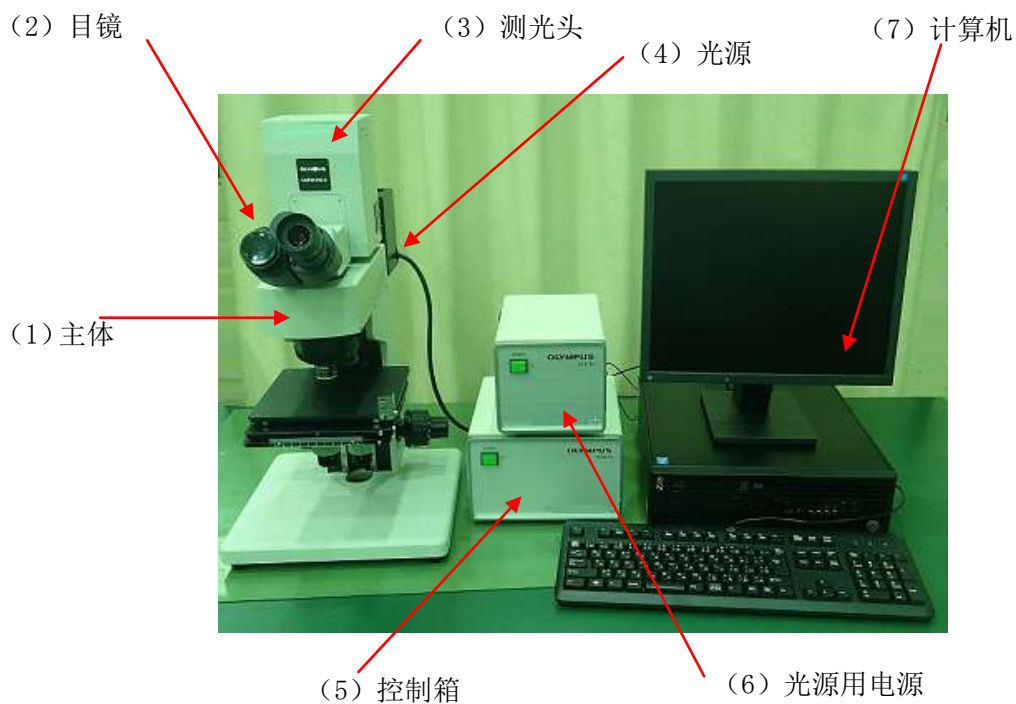 （2）目镜
（3）测光头
（4）光源
（7）计算机
OLYMPUS
（1）主体
OLYMPUS
OLYMPUS
（5）控制箱
（6）光源用电源